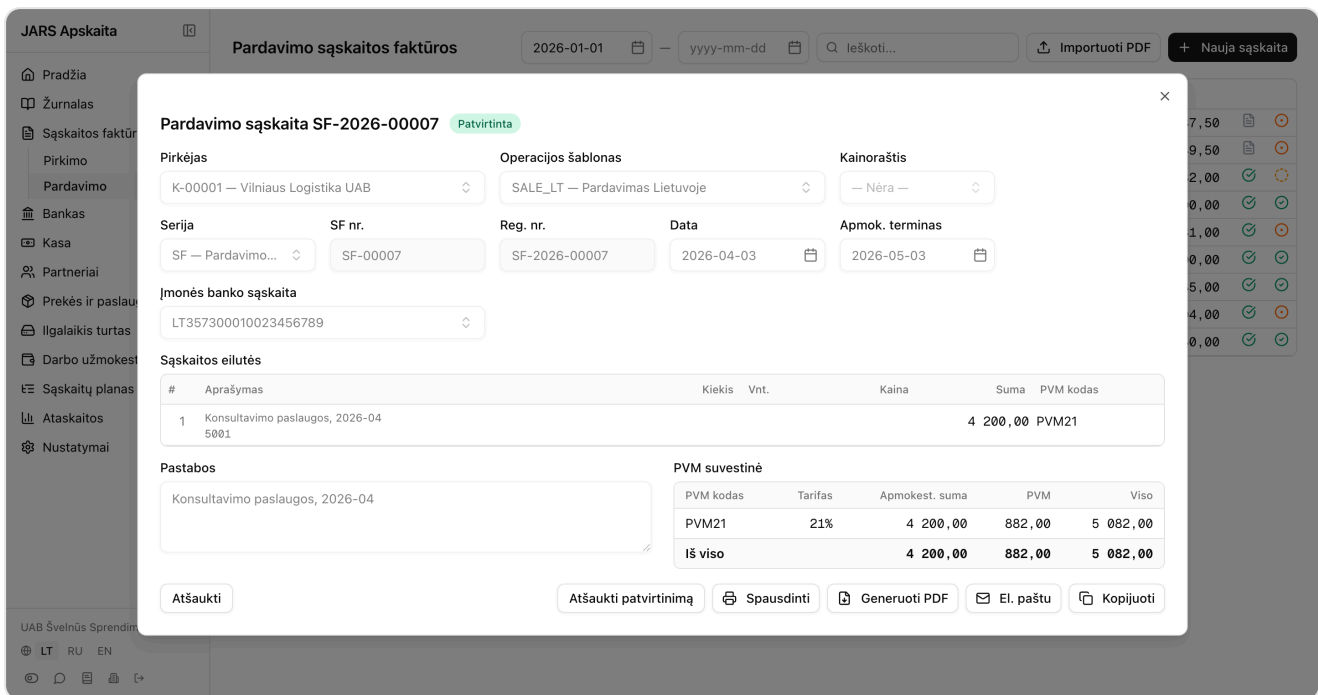 JARS Apskaita
Pardavimo sąskaitos faktūros
2026-01-01 — yyyy-mm-dd
Ieškoti...
Importuoti PDF
+ Nauja sąskaita
Pradžia
Žurnalas
Sąskaitos faktūr
Pirkimo
Pardavimo
Bankas
Kasa
Partneriai
Prekės ir paslau
Ilgalaikis turtas
Darbo užmokest
Sąskaitų planas
Ataskaitos
Nustatymai
UAB Švelnūs Sprendim
LT RU EN
Pardavimo sąskaita SF-2026-00007 Patvirtinta
Pirkėjas Operacijos šablonas Kainoraštis
K-00001 — Vilniaus Logistika UAB SALE_LT — Pardavimas Lietuvoje — Nėra —
Serija SF nr. Reg. nr. Data Apmok. terminas
SF — Pardavimo... SF-00007 SF-2026-00007 2026-04-03 2026-05-03
Įmonės banko sąskaita
LT357300010023456789
Sąskaitos eilutės
# Aprašymas Kiekis Vnt. Kaina Suma PVM kodas
1 Konsultavimo paslaugos, 2026-04 4 200,00 PVM21
5001
Pastabos
Konsultavimo paslaugos, 2026-04
PVM suvestinė
PVM kodas Tarifas Apmokest. suma PVM Viso
PVM21 21% 4 200,00 882,00 5 082,00
Iš viso 4 200,00 882,00 5 082,00
Atšaukti Atšaukti patvirtinimą Spausdinti Generuoti PDF El. paštu Kopijuoti
7,50
9,50
2,00
0,00
1,00
0,00
5,00
4,00
0,00